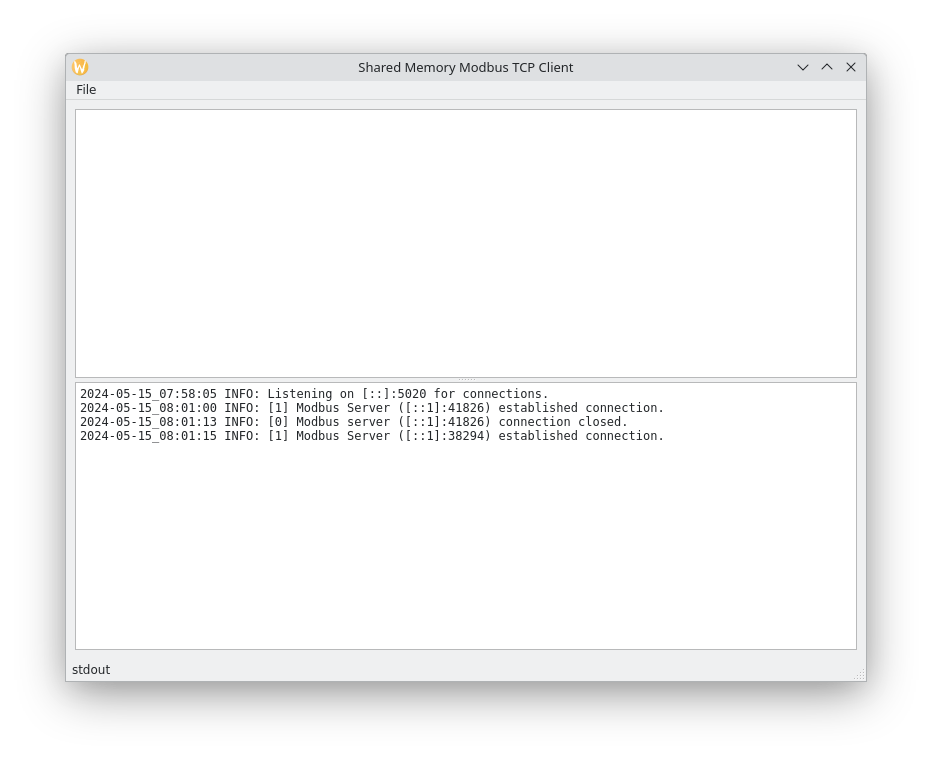 Shared Memory Modbus TCP Client
File
2024-05-15_07:58:05 INFO: Listening on [::]:5020 for connections.
2024-05-15_08:01:00 INFO: [1] Modbus Server ([::1]:41826) established connection.
2024-05-15_08:01:13 INFO: [0] Modbus server ([::1]:41826) connection closed.
2024-05-15_08:01:15 INFO: [1] Modbus Server ([::1]:38294) established connection.
stdout